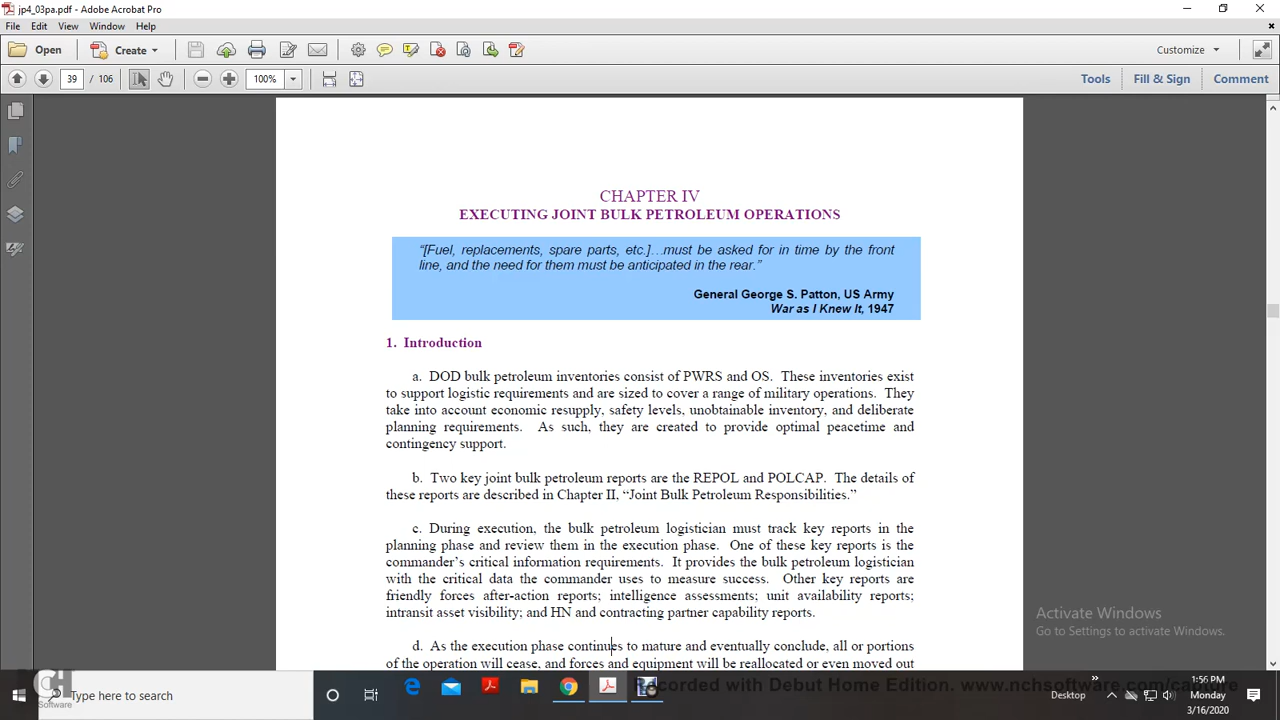 jp4_03pa.pdf - Adobe Acrobat Pro
File Edit View Window Help
Open Create Customize
39 / 106 100% Tools Fill & Sign Comment
CHAPTER IV
EXECUTING JOINT BULK PETROLEUM OPERATIONS
“[Fuel, replacements, spare parts, etc.]…must be asked for in time by the front
line, and the need for them must be anticipated in the rear.”
General George S. Patton, US Army
War as I Knew It, 1947
1. Introduction
a. DOD bulk petroleum inventories consist of PWRS and OS. These inventories exist
to support logistic requirements and are sized to cover a range of military operations. They
take into account economic resupply, safety levels, unobtainable inventory, and deliberate
planning requirements. As such, they are created to provide optimal peacetime and
contingency support.
b. Two key joint bulk petroleum reports are the REPOL and POLCAP. The details of
these reports are described in Chapter II, “Joint Bulk Petroleum Responsibilities.”
c. During execution, the bulk petroleum logistician must track key reports in the
planning phase and review them in the execution phase. One of these key reports is the
commander’s critical information requirements. It provides the bulk petroleum logistician
with the critical data the commander uses to measure success. Other key reports are
friendly forces after-action reports; intelligence assessments; unit availability reports;
intransit asset visibility; and HN and contracting partner capability reports.
d. As the execution phase continues to mature and eventually conclude, all or portions
of the operation will cease, and forces and equipment will be reallocated or even moved out
Activate Windows
Go to Settings to activate Windows.
NCH
Software
Type here to search
Recorded with Debut Home Edition. www.nchsoftware.com/capture
Desktop
1:56 PM
Monday
3/16/2020